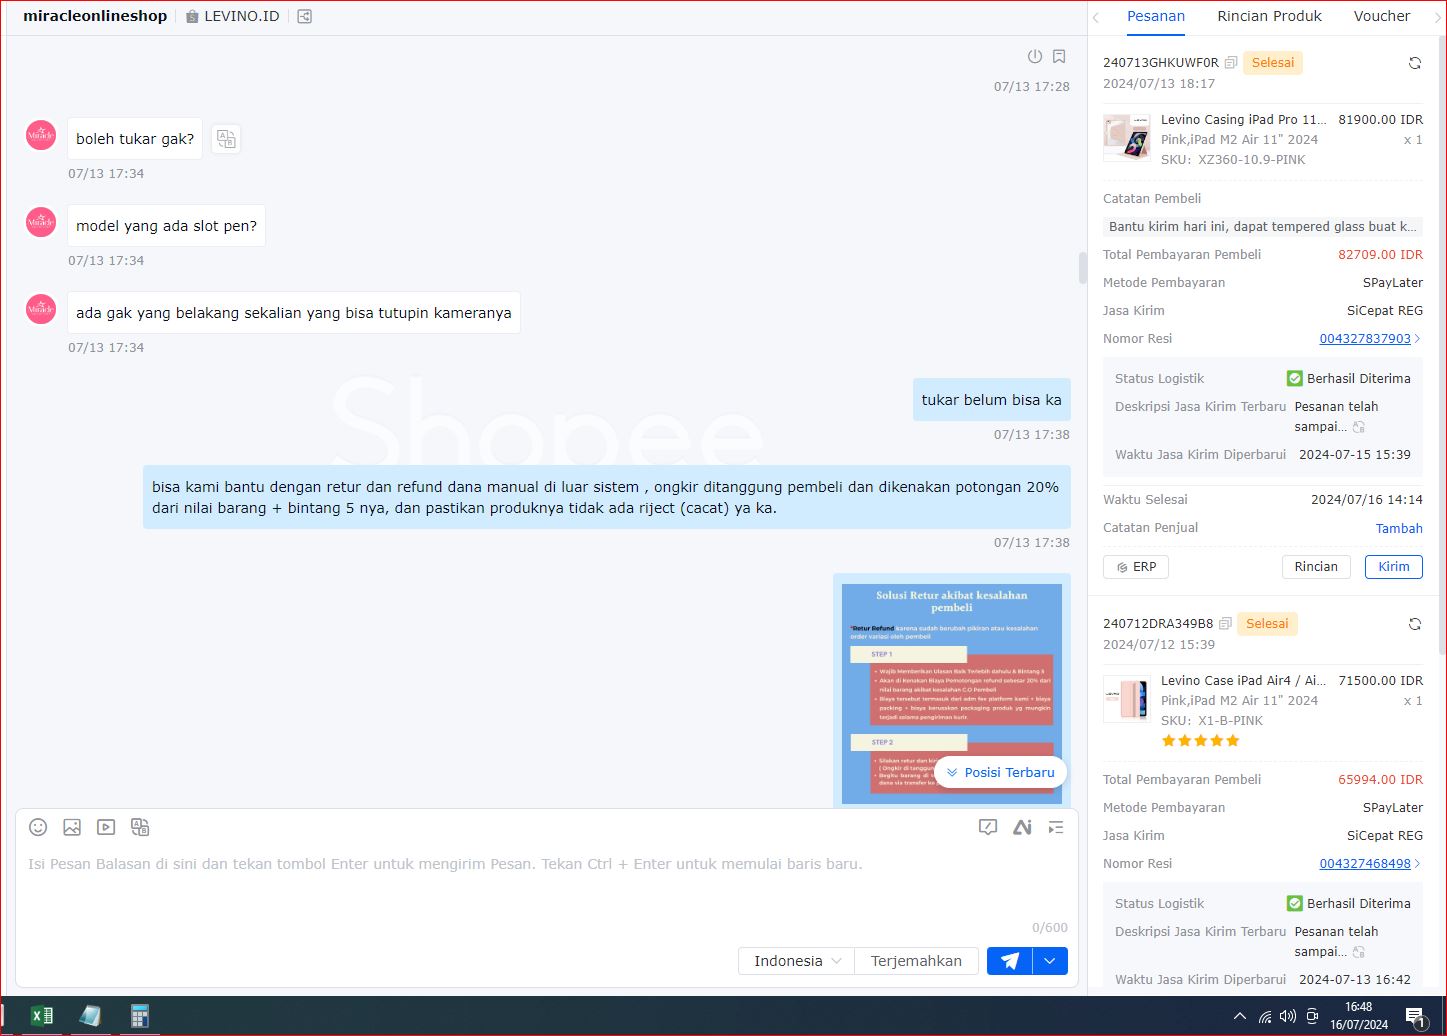 miracleonlineshop
LEVINO.ID
07/13 17:28
boleh tukar gak?
07/13 17:34
model yang ada slot pen?
07/13 17:34
ada gak yang belakang sekalian yang bisa tutupin kameranya
07/13 17:34
Shopee
tukar belum bisa ka
07/13 17:38
bisa kami bantu dengan retur dan refund dana manual di luar sistem , ongkir ditanggung pembeli dan dikenakan potongan 20%
dari nilai barang + bintang 5 nya, dan pastikan produknya tidak ada riject (cacat) ya ka.
07/13 17:38
Solusi Retur akibat kesalahan
pembeli
*Retur Refund karena sudah berubah pikiran atau kesalahan
order variasi oleh pembeli
STEP 1
• Wajib Memberikan Ulasan Baik Terlebih dahulu & Bintang 5
• Akan di Kenakan Biaya Pemotongan refund sebesar 20% dari
nilai barang akibat kesalahan C.O Pembeli
• Biaya tersebut termasuk dari adm fee platform kami + biaya
packing + biaya kerusakan packaging produk yg mungkin
terjadi selama pengiriman kurir.
STEP 2
• Silakan retur dan
( Ongkir di tanggung
• Begitu barang di
dana via transfer ke
Posisi Terbaru
Isi Pesan Balasan di sini dan tekan tombol Enter untuk mengirim Pesan. Tekan Ctrl + Enter untuk memulai baris baru.
0/600
Indonesia
Terjemahkan
Pesanan
Rincian Produk
Voucher
240713GHKUWF0R
Selesai
2024/07/13 18:17
Levino Casing iPad Pro 11... 81900.00 IDR
Pink,iPad M2 Air 11" 2024 x 1
SKU: XZ360-10.9-PINK
Catatan Pembeli
Bantu kirim hari ini, dapat tempered glass buat k...
Total Pembayaran Pembeli 82709.00 IDR
Metode Pembayaran SPayLater
Jasa Kirim SiCepat REG
Nomor Resi 004327837903
Status Logistik Berhasil Diterima
Deskripsi Jasa Kirim Terbaru Pesanan telah
sampai...
Waktu Jasa Kirim Diperbarui 2024-07-15 15:39
Waktu Selesai 2024/07/16 14:14
Catatan Penjual Tambah
ERP Rincian Kirim
240712DRA349B8
Selesai
2024/07/12 15:39
Levino Case iPad Air4 / Ai... 71500.00 IDR
Pink,iPad M2 Air 11" 2024 x 1
SKU: X1-B-PINK
Total Pembayaran Pembeli 65994.00 IDR
Metode Pembayaran SPayLater
Jasa Kirim SiCepat REG
Nomor Resi 004327468498
Status Logistik Berhasil Diterima
Deskripsi Jasa Kirim Terbaru Pesanan telah
sampai...
Waktu Jasa Kirim Diperbarui 2024-07-13 16:42
16:48
16/07/2024
1